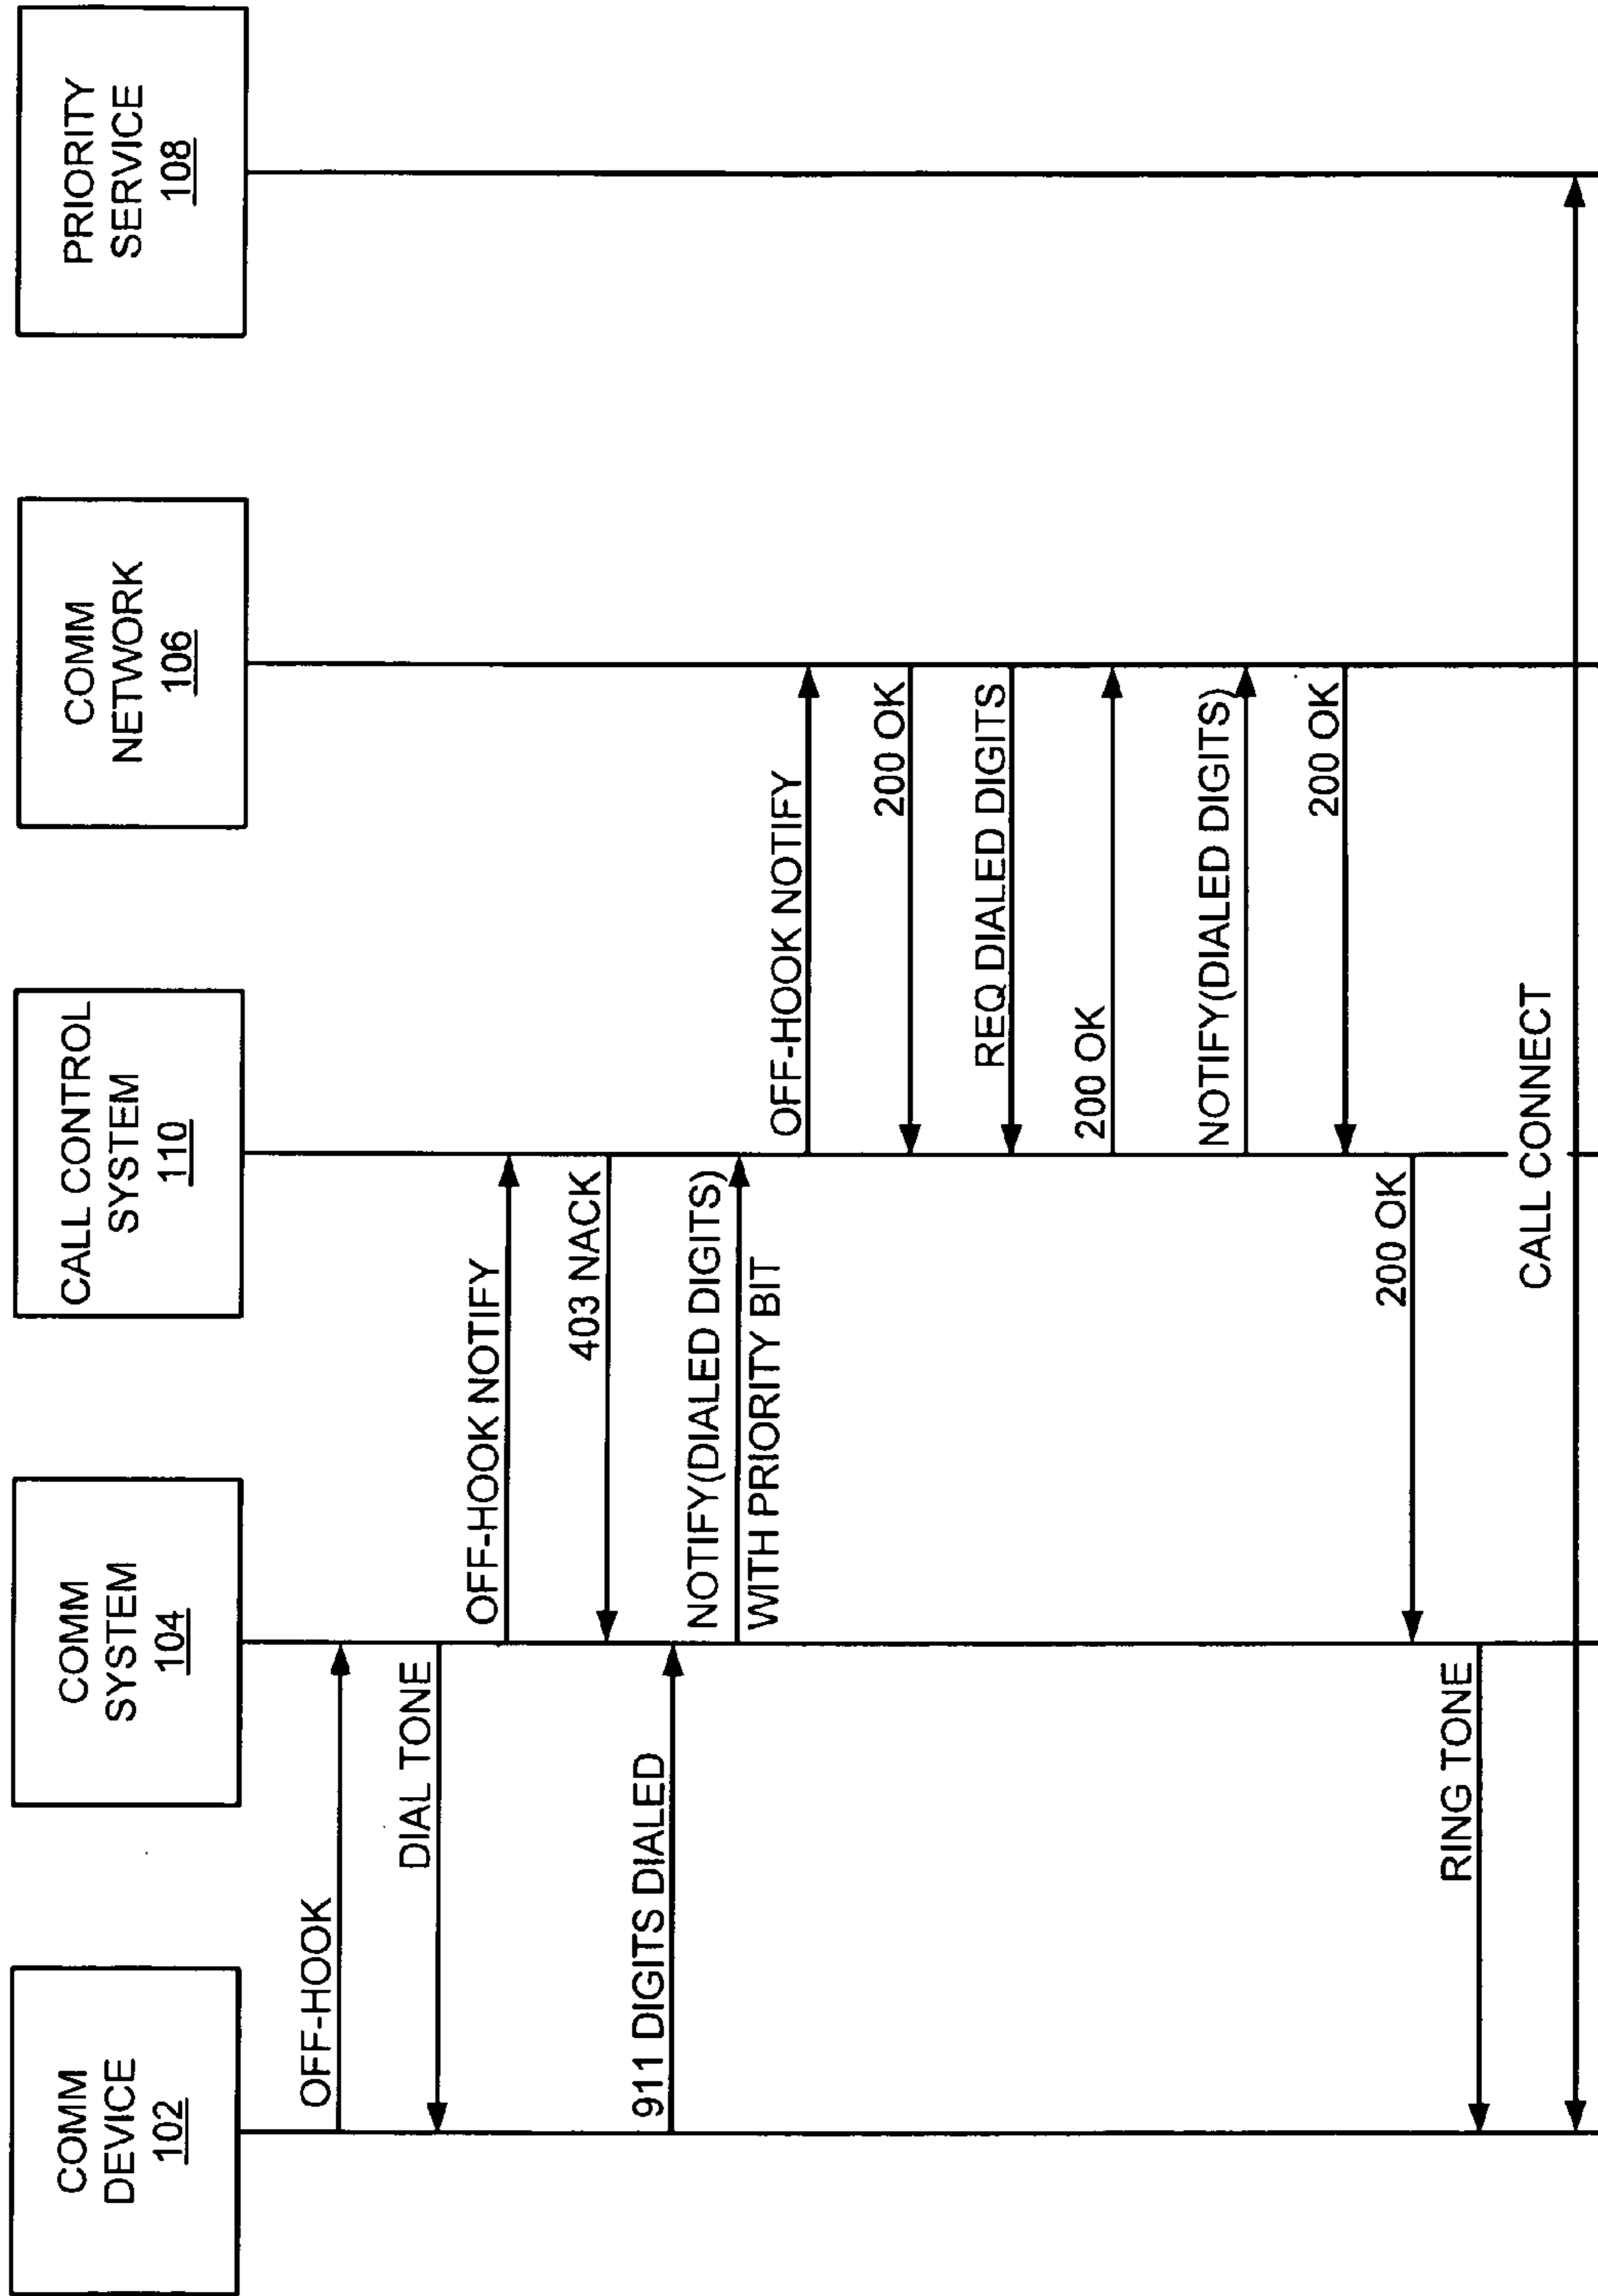 COMM
DEVICE
102
COMM
SYSTEM
104
CALL CONTROL
SYSTEM
110
COMM
NETWORK
106
PRIORITY
SERVICE
108
OFF-HOOK
DIAL TONE
OFF-HOOK NOTIFY
403 NACK
911 DIGITS DIALED
NOTIFY(DIALED DIGITS)
WITH PRIORITY BIT
OFF-HOOK NOTIFY
200 OK
REQ DIALED DIGITS
200 OK
NOTIFY(DIALED DIGITS)
200 OK
200 OK
RING TONE
CALL CONNECT